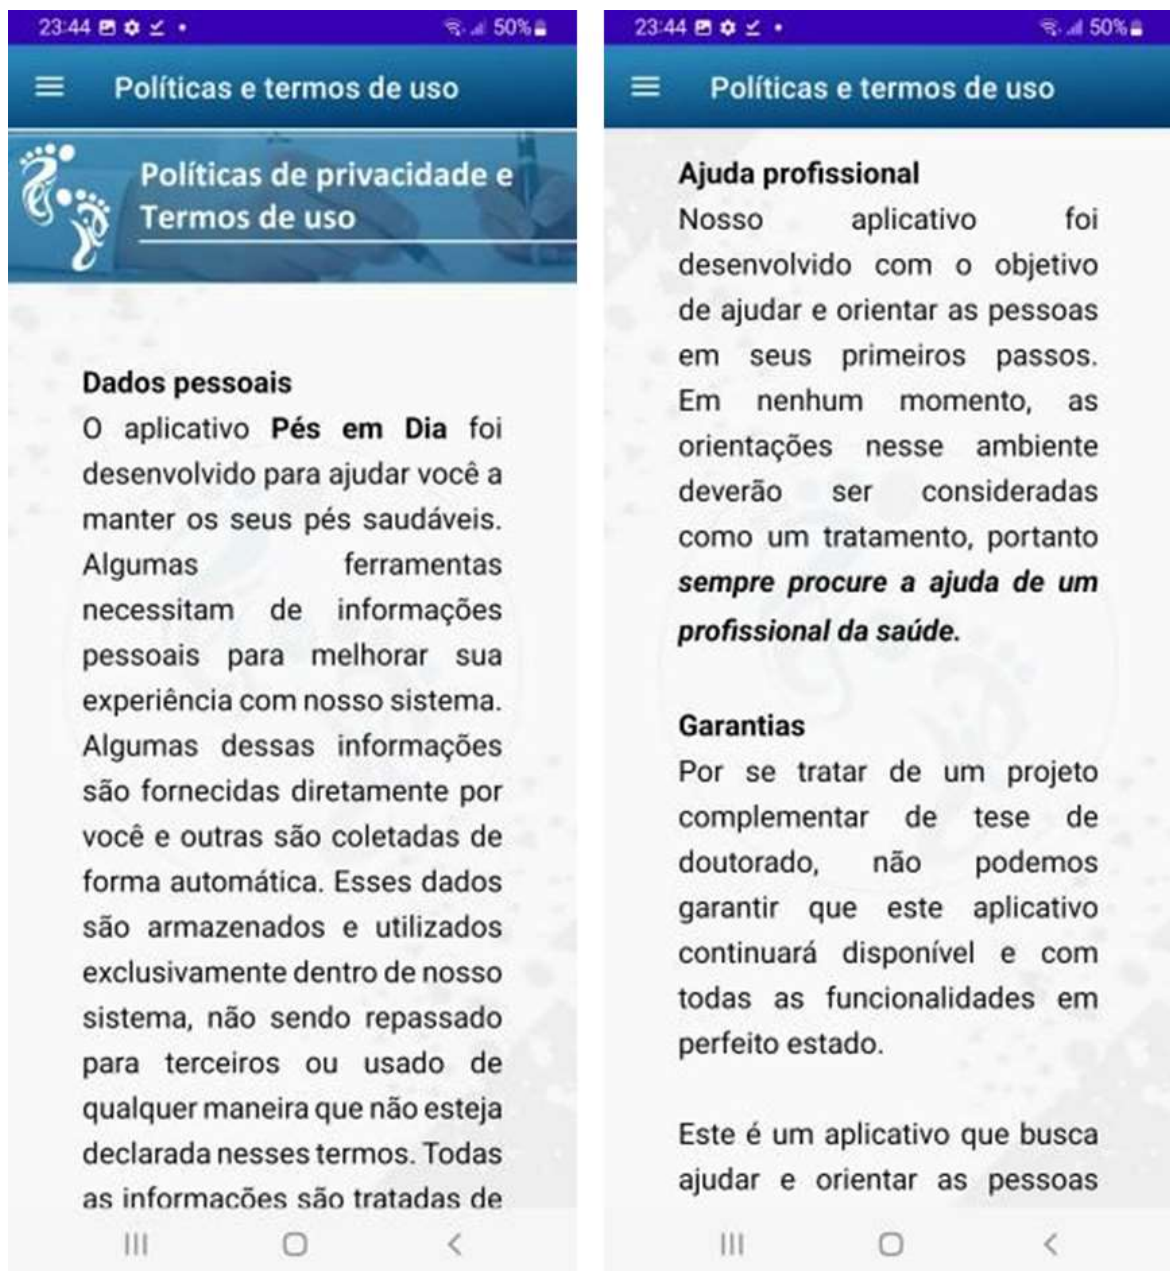 23:44
50%
Políticas e termos de uso
Políticas de privacidade e
Termos de uso
Dados pessoais
O aplicativo Pés em Dia foi
desenvolvido para ajudar você a
manter os seus pés saudáveis.
Algumas ferramentas
necessitam de informações
pessoais para melhorar sua
experiência com nosso sistema.
Algumas dessas informações
são fornecidas diretamente por
você e outras são coletadas de
forma automática. Esses dados
são armazenados e utilizados
exclusivamente dentro de nosso
sistema, não sendo repassado
para terceiros ou usado de
qualquer maneira que não esteja
declarada nesses termos. Todas
as informações são tratadas de
23:44
50%
Políticas e termos de uso
Ajuda profissional
Nosso aplicativo foi
desenvolvido com o objetivo
de ajudar e orientar as pessoas
em seus primeiros passos.
Em nenhum momento, as
orientações nesse ambiente
deverão ser consideradas
como um tratamento, portanto
sempre procure a ajuda de um
profissional da saúde.
Garantias
Por se tratar de um projeto
complementar de tese de
doutorado, não podemos
garantir que este aplicativo
continuará disponível e com
todas as funcionalidades em
perfeito estado.
Este é um aplicativo que busca
ajudar e orientar as pessoas